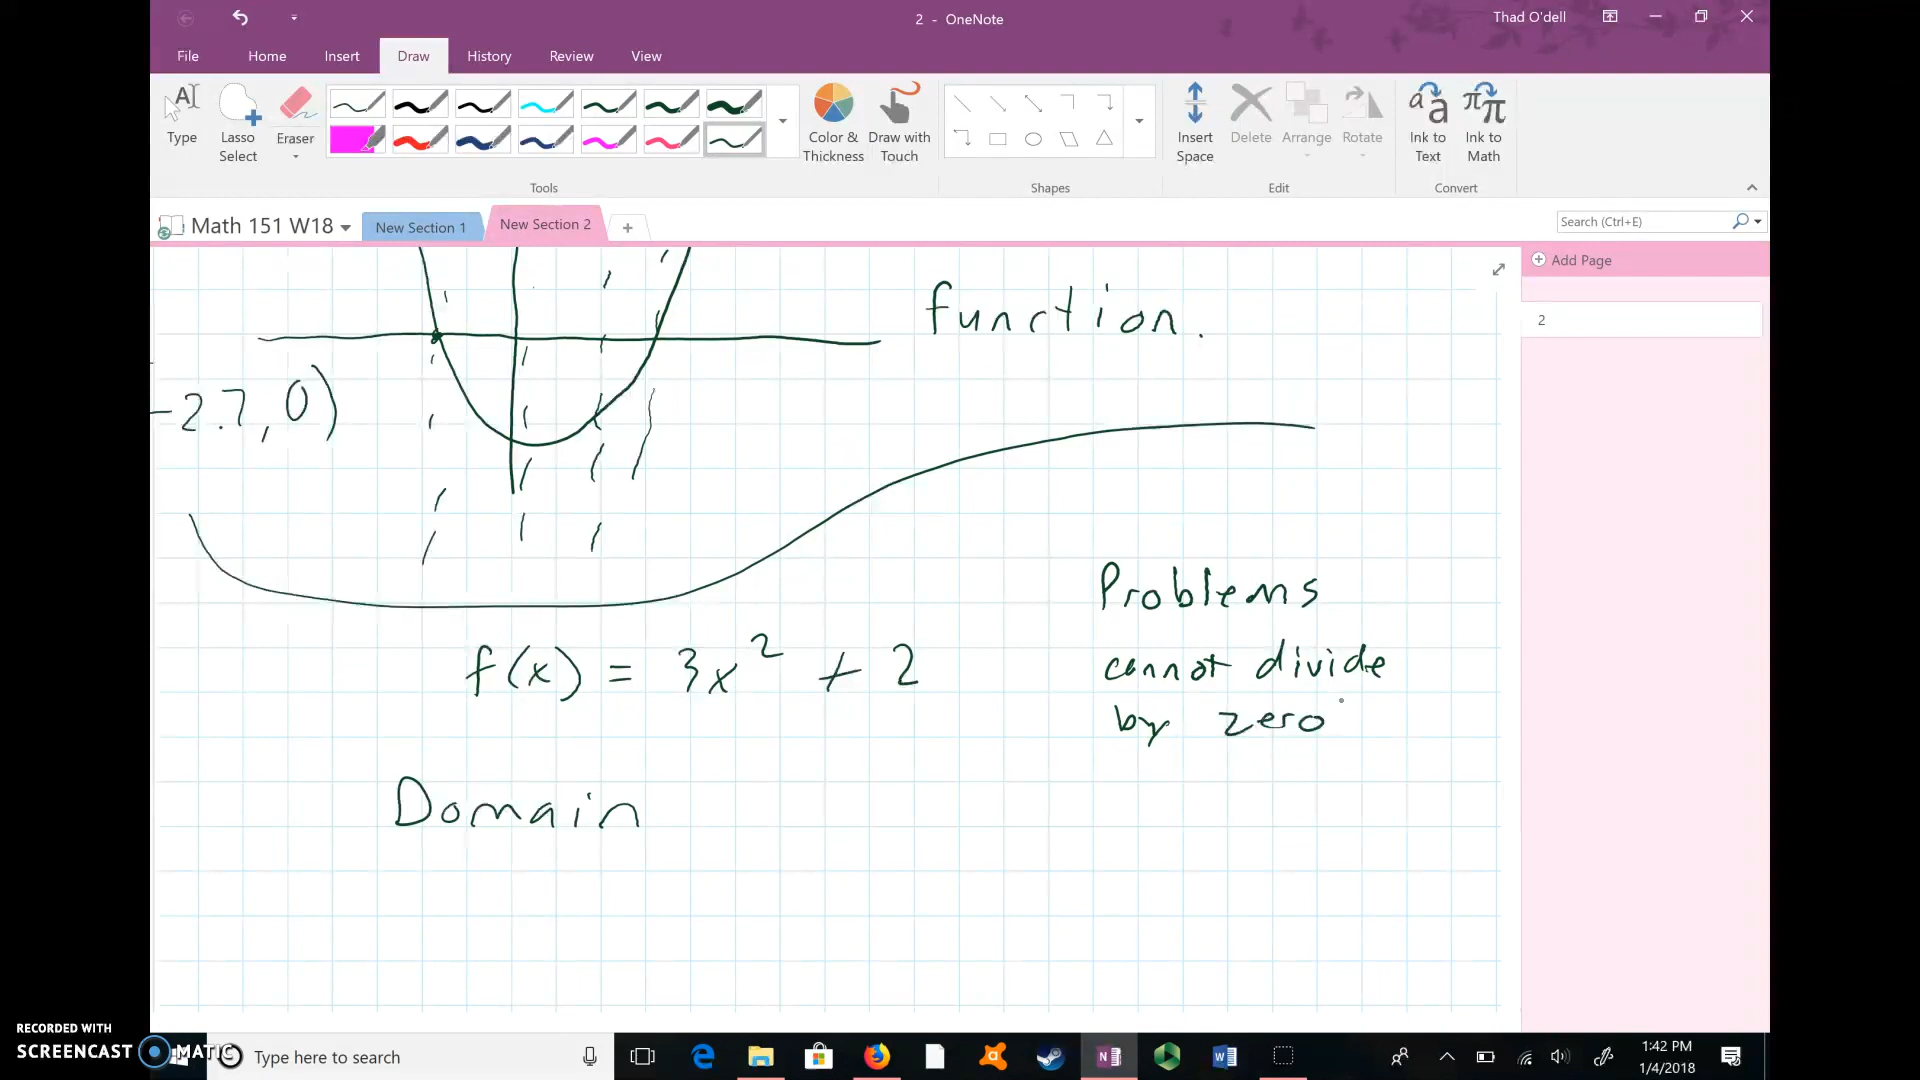 2 - OneNote
Thad O'dell
File Home Insert Draw History Review View
Type
Lasso Select
Eraser
Color & Thickness
Draw with Touch
Insert Space
Delete
Arrange
Rotate
Ink to Text
Ink to Math
Tools
Shapes
Edit
Convert
Math 151 W18
New Section 1
New Section 2
Search (Ctrl+E)
Add Page
2
function.
-2.7, 0)
Problems
cannot divide
by zero
f(x) = 3x² + 2
Domain
RECORDED WITH
SCREENCAST MATIC
Type here to search
1:42 PM
1/4/2018